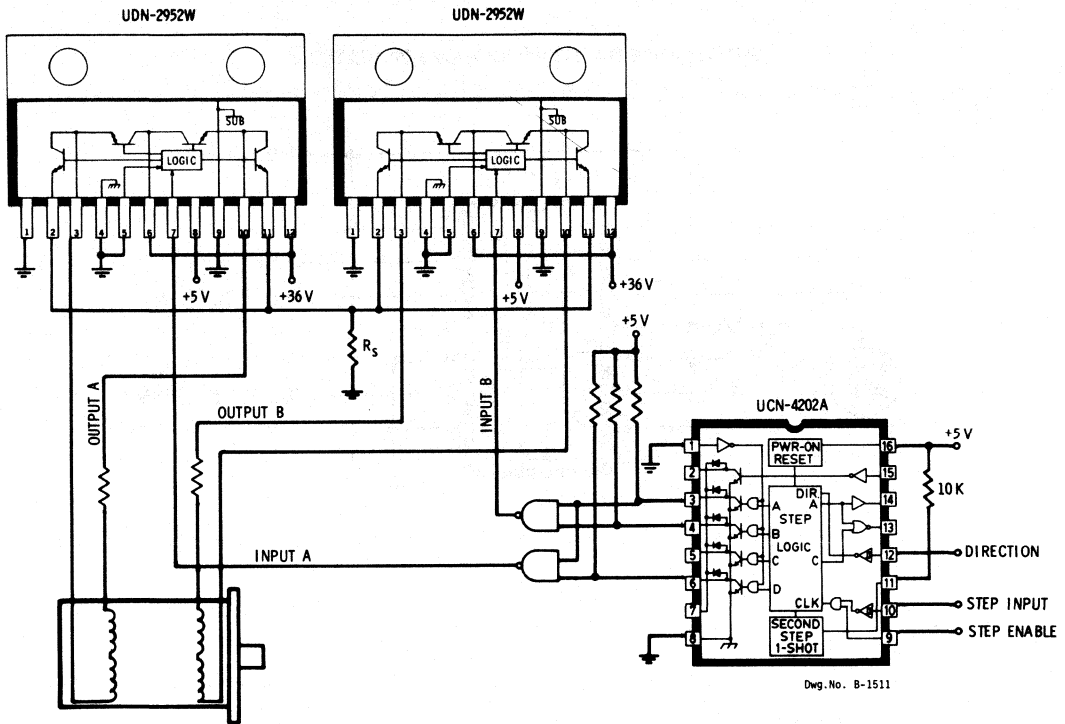 UDN-2952W
UDN-2952W
SUB
SUB
LOGIC
LOGIC
1 2 3 4 5 6 7 8 9 10 11 12
1 2 3 4 5 6 7 8 9 10 11 12
+5 V
+36 V
+5 V
+36 V
+5 V
RS
OUTPUT A
OUTPUT B
INPUT B
UCN-4202A
1
PWR-ON
RESET
16
+5 V
2
15
10 K
DIR.
3
A
STEP
A
14
4
B
LOGIC
13
5
C
C
12
DIRECTION
INPUT A
6
D
11
7
CLK
10
STEP INPUT
8
SECOND
STEP
1-SHOT
9
STEP ENABLE
Dwg. No. B-1511